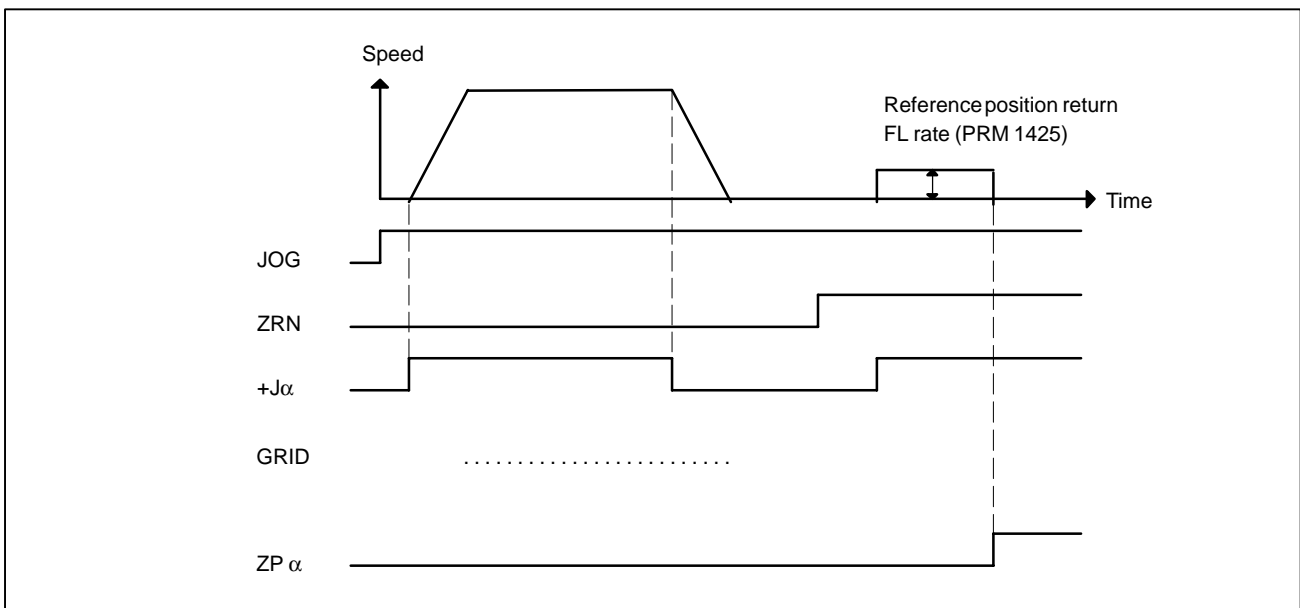 Speed
Reference position return
FL rate (PRM 1425)
Time
JOG
ZRN
+Jα
GRID
ZP α